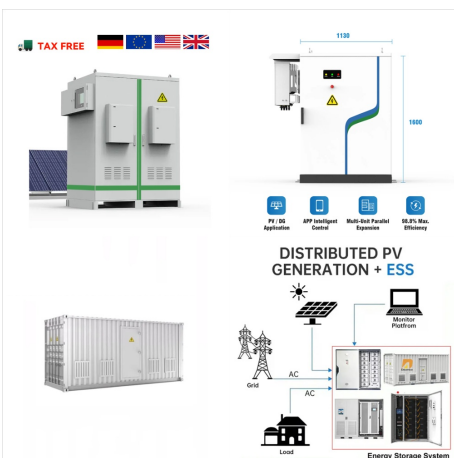 TAX FREE
1130
1600
PV / DG
Application
APP Intelligent
Control
Multi-Unit Parallel
Expansion
98.8% Max.
Efficiency
DISTRIBUTED PV
GENERATION + ESS
Monitor
Platfrom
Grid
AC
AC
Load
Energy Storage System